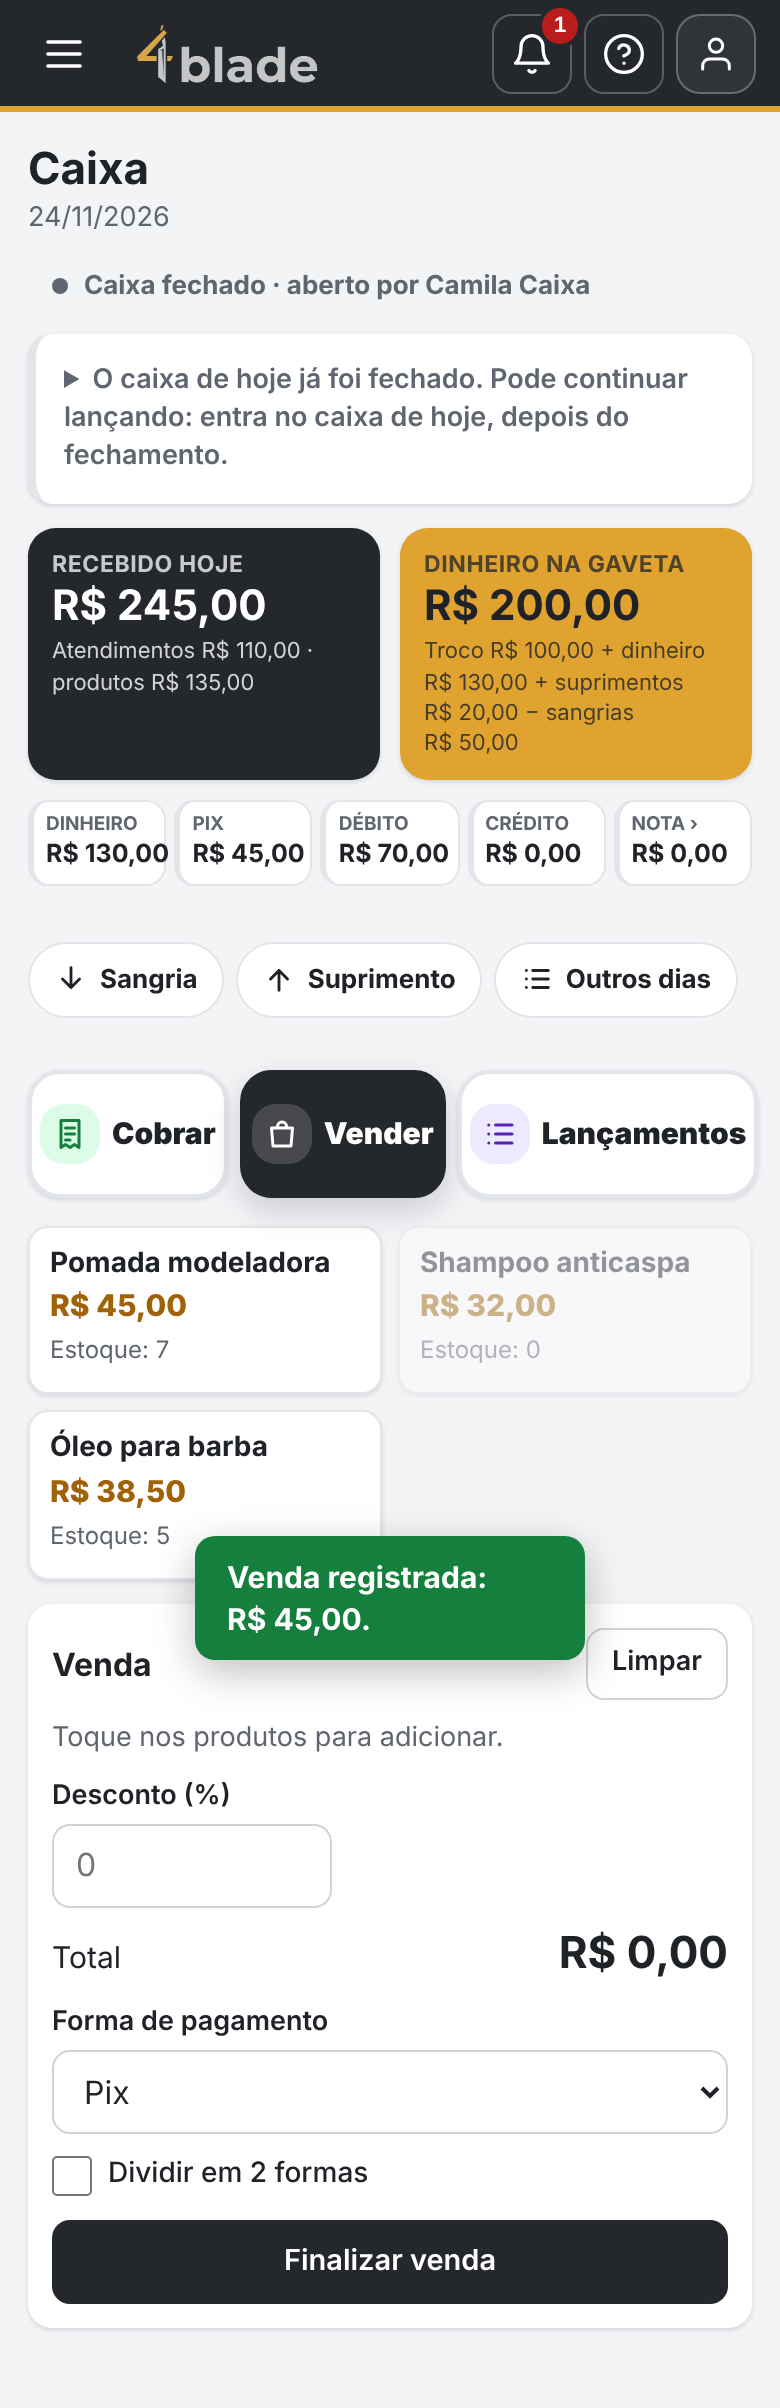 4blade
1
Caixa
24/11/2026
Caixa fechado · aberto por Camila Caixa
O caixa de hoje já foi fechado. Pode continuar
lançando: entra no caixa de hoje, depois do
fechamento.
RECEBIDO HOJE
R$ 245,00
Atendimentos R$ 110,00 ·
produtos R$ 135,00
DINHEIRO NA GAVETA
R$ 200,00
Troco R$ 100,00 + dinheiro
R$ 130,00 + suprimentos
R$ 20,00 − sangrias
R$ 50,00
DINHEIRO
R$ 130,00
PIX
R$ 45,00
DÉBITO
R$ 70,00
CRÉDITO
R$ 0,00
NOTA ›
R$ 0,00
Sangria
Suprimento
Outros dias
Cobrar
Vender
Lançamentos
Pomada modeladora
R$ 45,00
Estoque: 7
Shampoo anticaspa
R$ 32,00
Estoque: 0
Óleo para barba
R$ 38,50
Estoque: 5
Venda registrada:
R$ 45,00.
Venda
Limpar
Toque nos produtos para adicionar.
Desconto (%)
0
Total
R$ 0,00
Forma de pagamento
Pix
Dividir em 2 formas
Finalizar venda